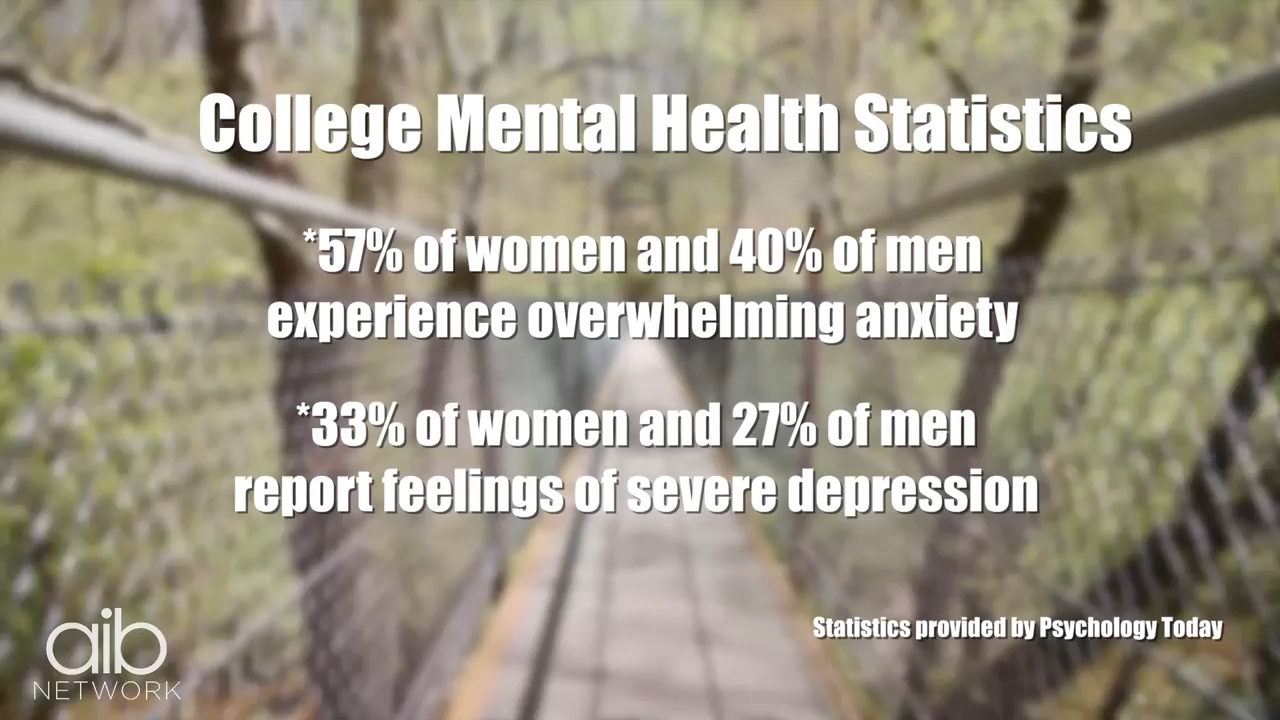 College Mental Health Statistics
*57% of women and 40% of men
experience overwhelming anxiety
*33% of women and 27% of men
report feelings of severe depression
Statistics provided by Psychology Today
aib
NETWORK